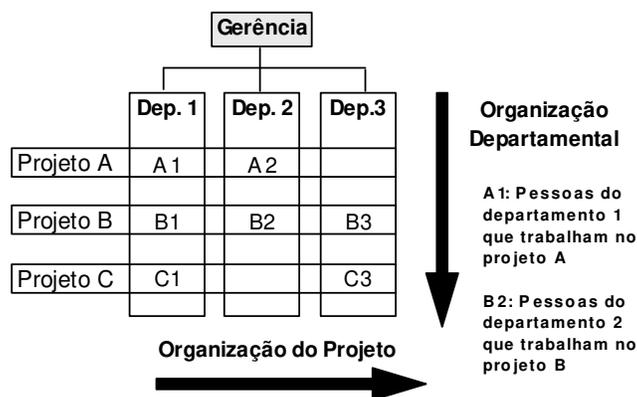 Gerência
Dep. 1 Dep. 2 Dep.3
Organização
Departamental
Projeto A A1 A2
A1: Pessoas do
departamento 1
que trabalham no
projeto A
Projeto B B1 B2 B3
Projeto C C1 C3
B2: Pessoas do
departamento 2
que trabalham no
projeto B
Organização do Projeto